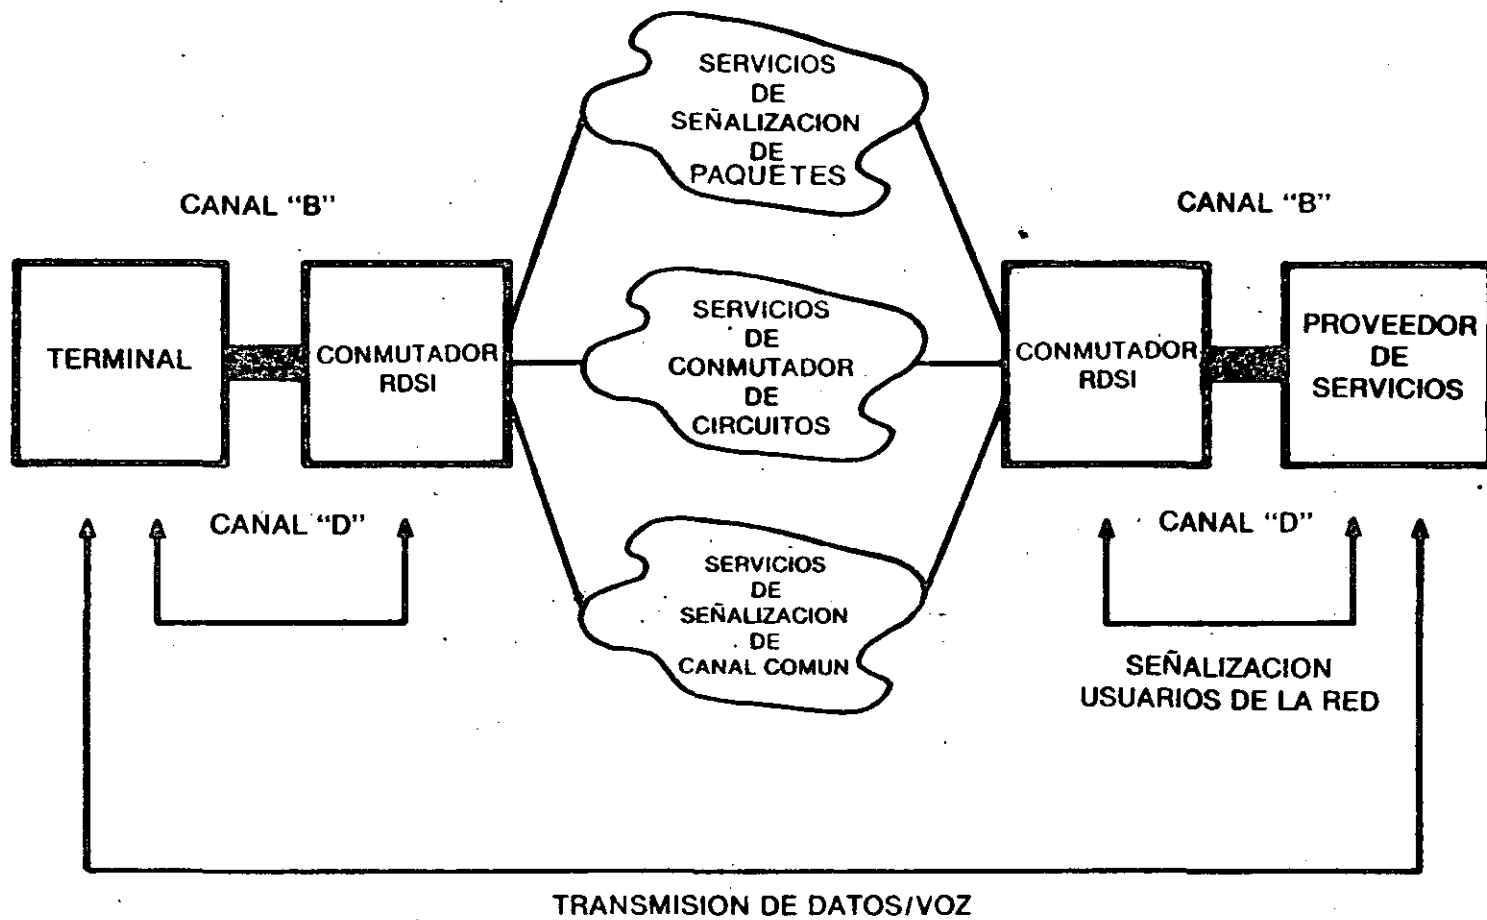 SERVICIOS
DE
SEÑALIZACION
DE
PAQUETES
CANAL “B”
CANAL “B”
TERMINAL
CONMUTADOR
RDSI
SERVICIOS
DE
CONMUTADOR
DE
CIRCUITOS
CONMUTADOR
RDSI
PROVEEDOR
DE
SERVICIOS
CANAL “D”
CANAL “D”
SERVICIOS
DE
SEÑALIZACION
DE
CANAL COMUN
SEÑALIZACION
USUARIOS DE LA RED
TRANSMISION DE DATOS/VOZ